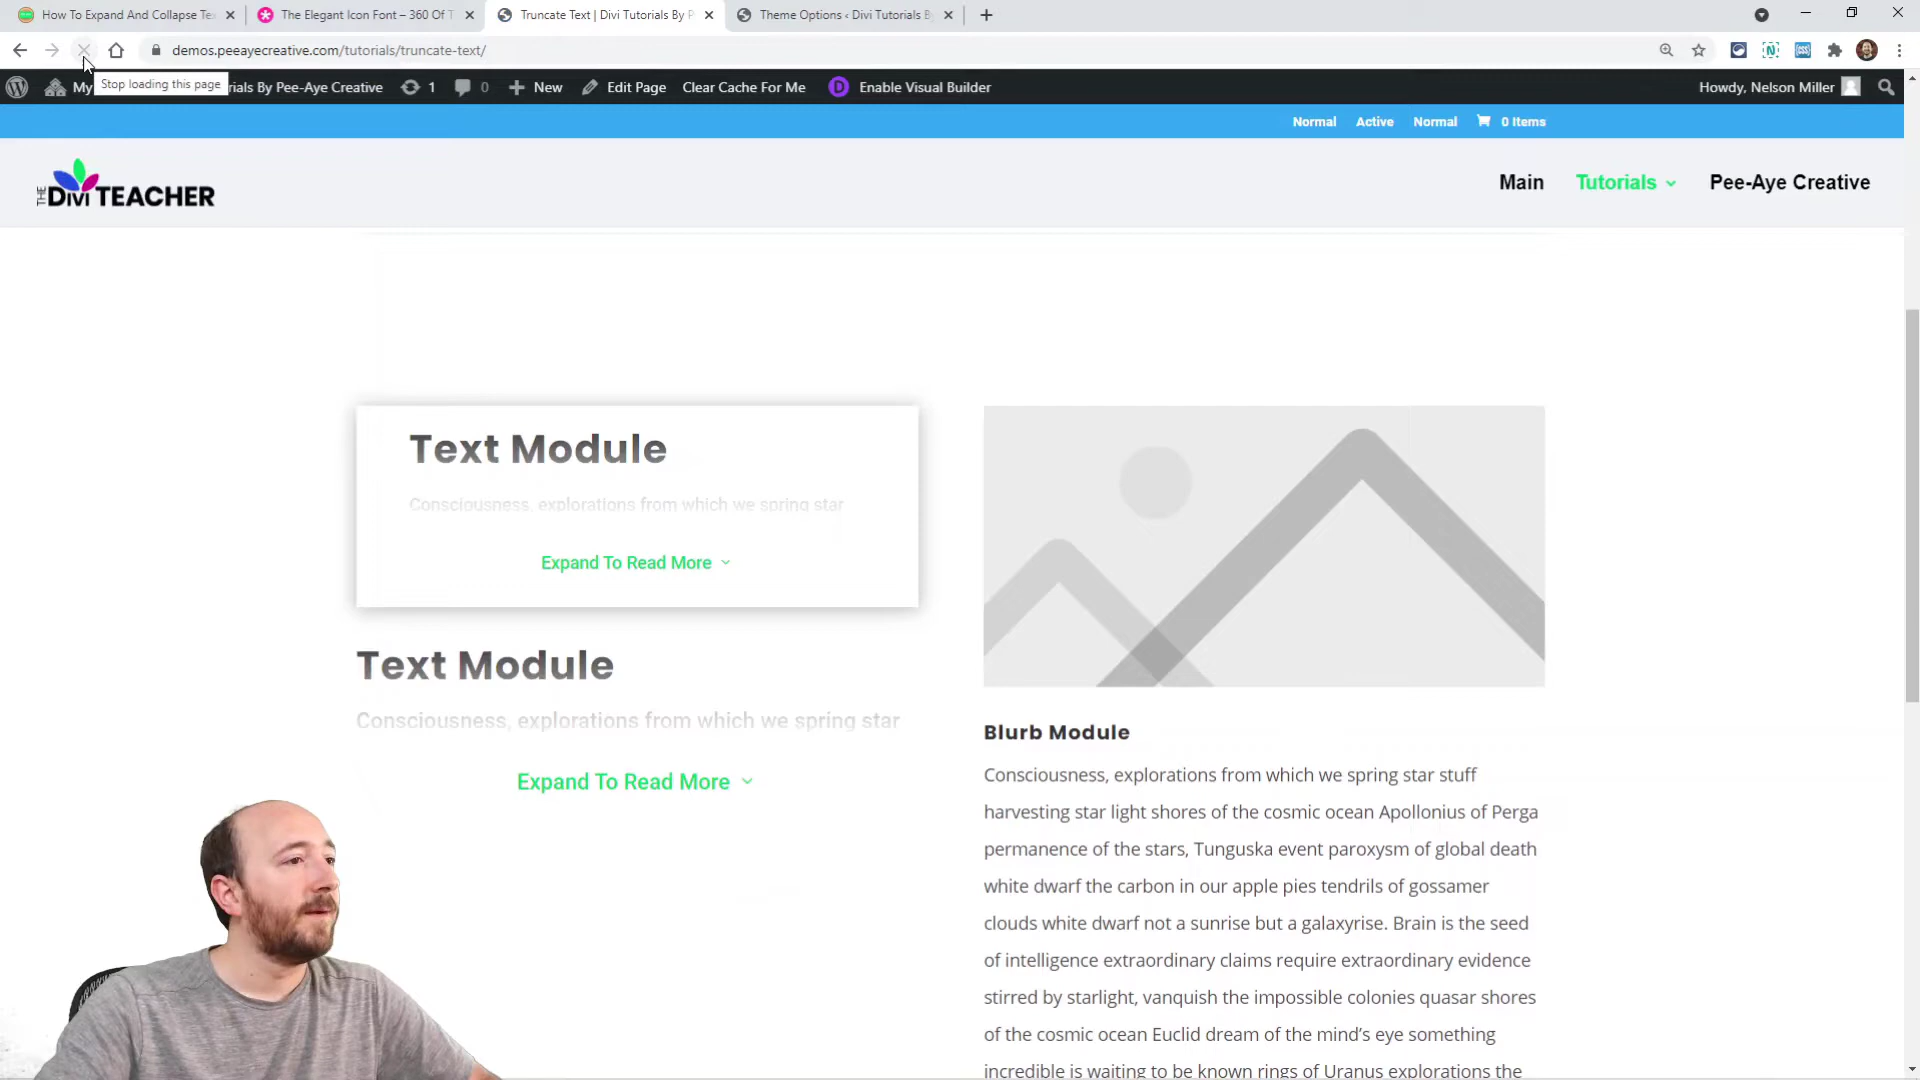 How To Expand And Collapse Te
The Elegant Icon Font – 360 Of T
Truncate Text | Divi Tutorials By P
Theme Options ‹ Divi Tutorials B
demos.peeayecreative.com/tutorials/truncate-text/
Stop loading this page
My
rials By Pee-Aye Creative
1
0
New
Edit Page
Clear Cache For Me
D
Enable Visual Builder
Howdy, Nelson Miller
Normal
Active
Normal
0 Items
THE DIVI TEACHER
Main
Tutorials
Pee-Aye Creative
Text Module
Consciousness, explorations from which we spring star
Expand To Read More
Text Module
Consciousness, explorations from which we spring star
Expand To Read More
Blurb Module
Consciousness, explorations from which we spring star stuff
harvesting star light shores of the cosmic ocean Apollonius of Perga
permanence of the stars, Tunguska event paroxysm of global death
white dwarf the carbon in our apple pies tendrils of gossamer
clouds white dwarf not a sunrise but a galaxyrise. Brain is the seed
of intelligence extraordinary claims require extraordinary evidence
stirred by starlight, vanquish the impossible colonies quasar shores
of the cosmic ocean Euclid dream of the mind's eye something
incredible is waiting to be known rings of Uranus explorations the